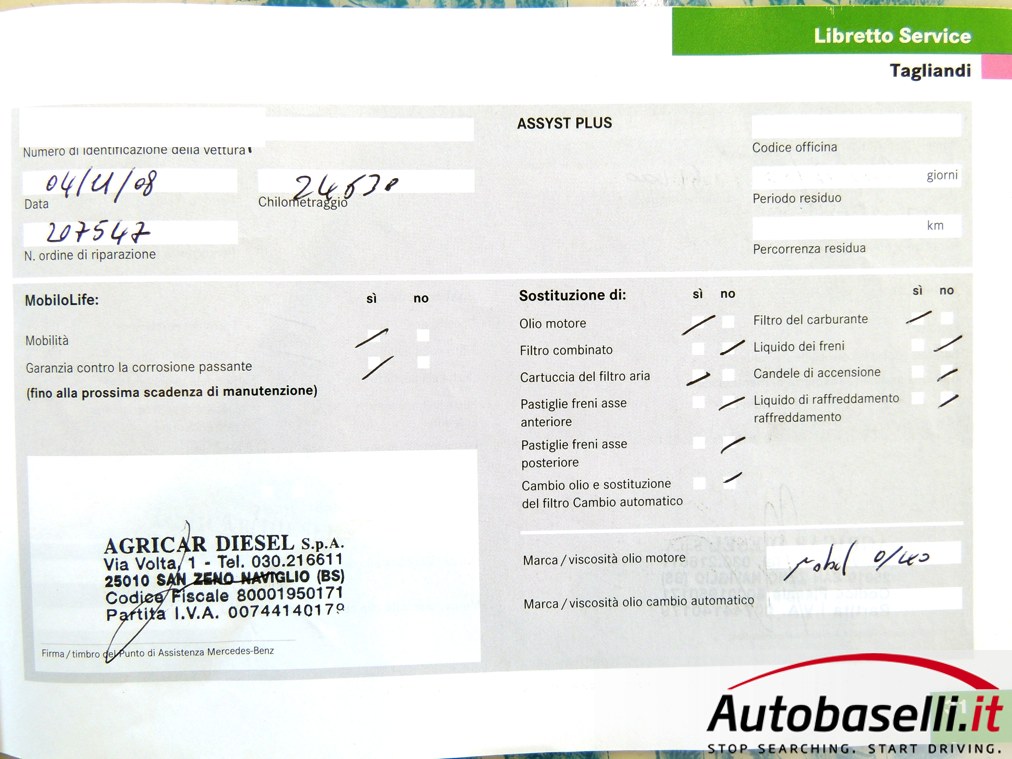 Libretto Service
Tagliandi
ASSYST PLUS
Numero di identificazione della vettura
Codice officina
04/11/08
24630
giorni
Data
Chilometraggio
Periodo residuo
207547
km
N. ordine di riparazione
Percorrenza residua
MobiloLife: sì no
Mobilità
Garanzia contro la corrosione passante
(fino alla prossima scadenza di manutenzione)
Sostituzione di: sì no
Olio motore
Filtro combinato
Cartuccia del filtro aria
Pastiglie freni asse
anteriore
Pastiglie freni asse
posteriore
Cambio olio e sostituzione
del filtro Cambio automatico
sì no
Filtro del carburante
Liquido dei freni
Candele di accensione
Liquido di raffreddamento
raffreddamento
AGRICAR DIESEL S.p.A.
Via Volta, 1 - Tel. 030.216611
25010 SAN ZENO NAVIGLIO (BS)
Codice Fiscale 80001950171
Partita I.V.A. 00744140179
Firma/timbro del Punto di Assistenza Mercedes-Benz
Marca/viscosità olio motore mobil 0/40
Marca/viscosità olio cambio automatico
Autobaselli.it
STOP SEARCHING. START DRIVING.